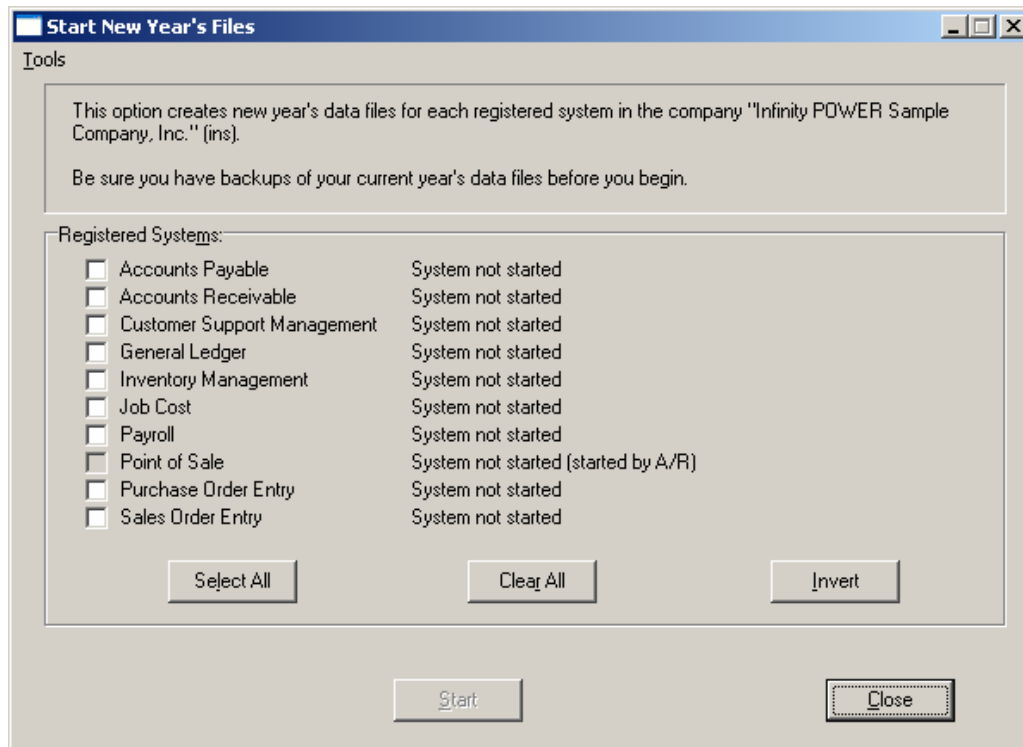 Start New Year's Files
Tools
This option creates new year's data files for each registered system in the company "Infinity POWER Sample
Company, Inc." (ins).
Be sure you have backups of your current year's data files before you begin.
Registered Systems:
Accounts Payable System not started
Accounts Receivable System not started
Customer Support Management System not started
General Ledger System not started
Inventory Management System not started
Job Cost System not started
Payroll System not started
Point of Sale System not started (started by A/R)
Purchase Order Entry System not started
Sales Order Entry System not started
Select All Clear All Invert
Start Close